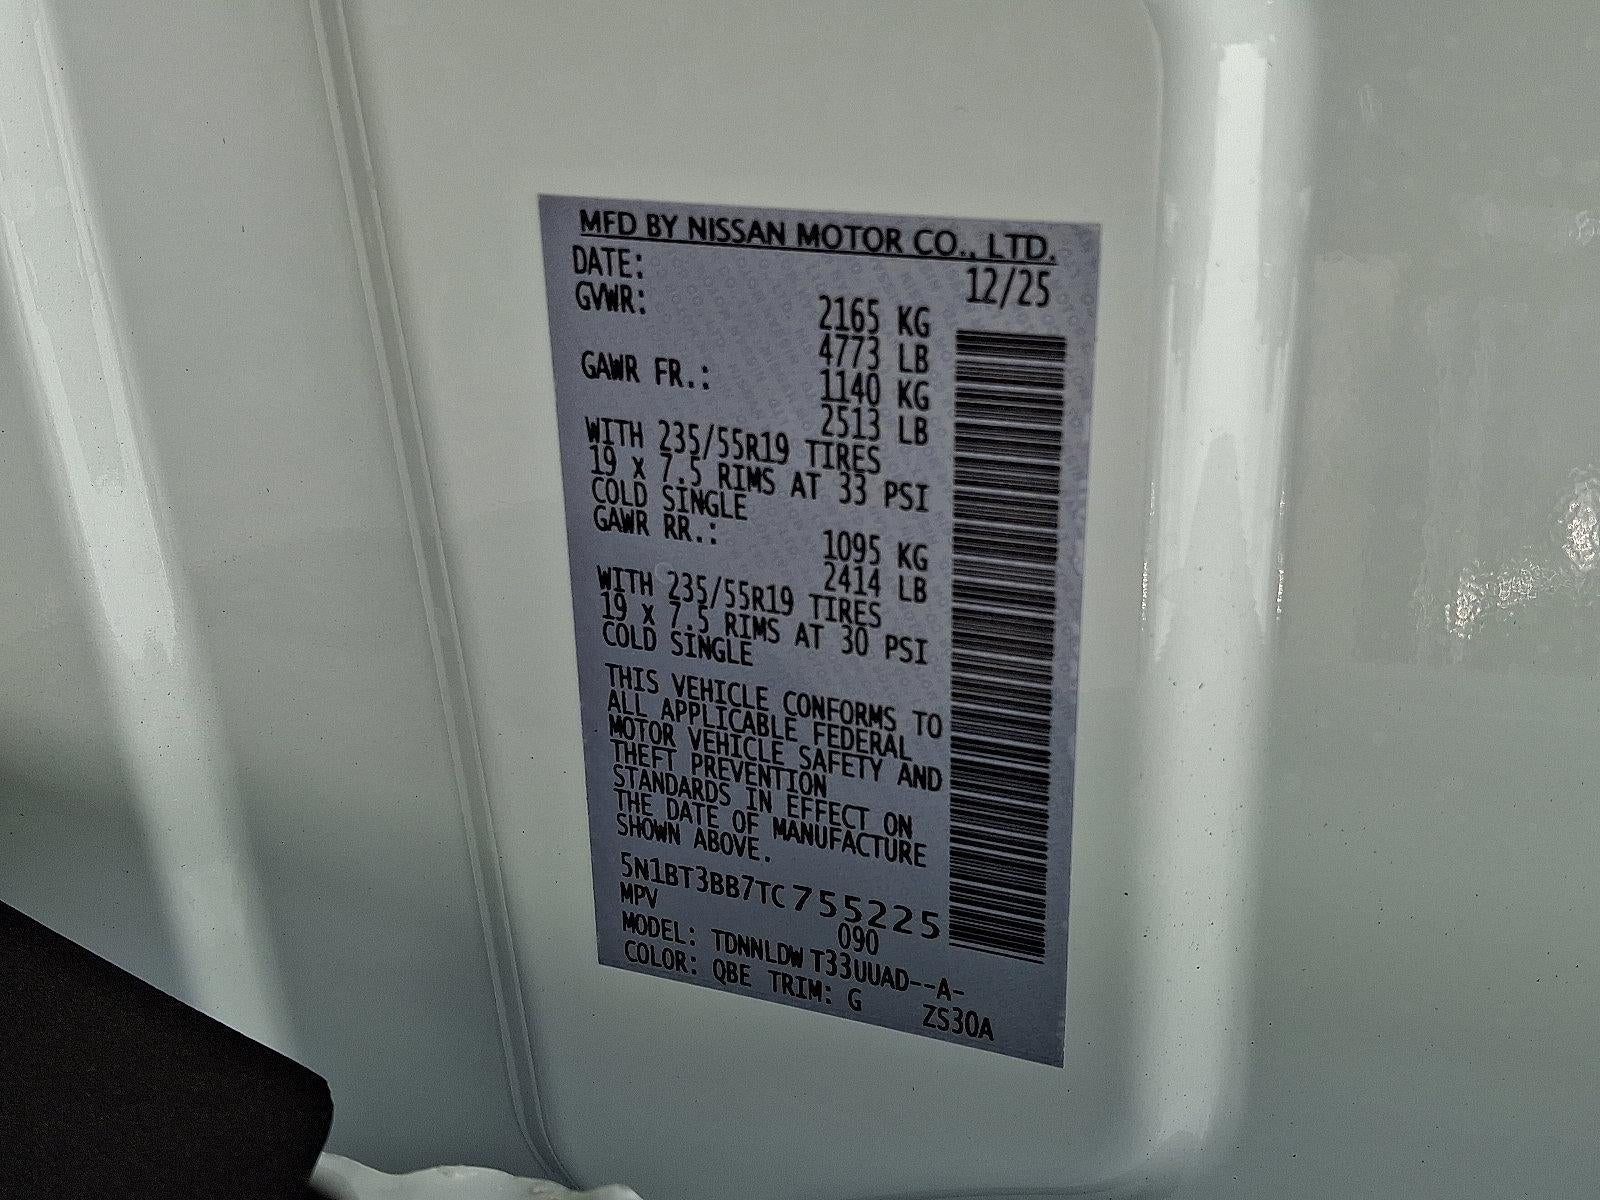 MFD BY NISSAN MOTOR CO., LTD.
DATE: 12/25
GVWR: 2165 KG
4773 LB
GAWR FR.: 1140 KG
2513 LB
WITH 235/55R19 TIRES
19 X 7.5 RIMS AT 33 PSI
COLD SINGLE
GAWR RR.: 1095 KG
2414 LB
WITH 235/55R19 TIRES
19 X 7.5 RIMS AT 30 PSI
COLD SINGLE
THIS VEHICLE CONFORMS TO
ALL APPLICABLE FEDERAL
MOTOR VEHICLE SAFETY AND
THEFT PREVENTION
STANDARDS IN EFFECT ON
THE DATE OF MANUFACTURE
SHOWN ABOVE.
5N1BT3BB7TC755225
MPV 090
MODEL: TDNNLDW T33UUAD--A-
COLOR: QBE TRIM: G ZS30A